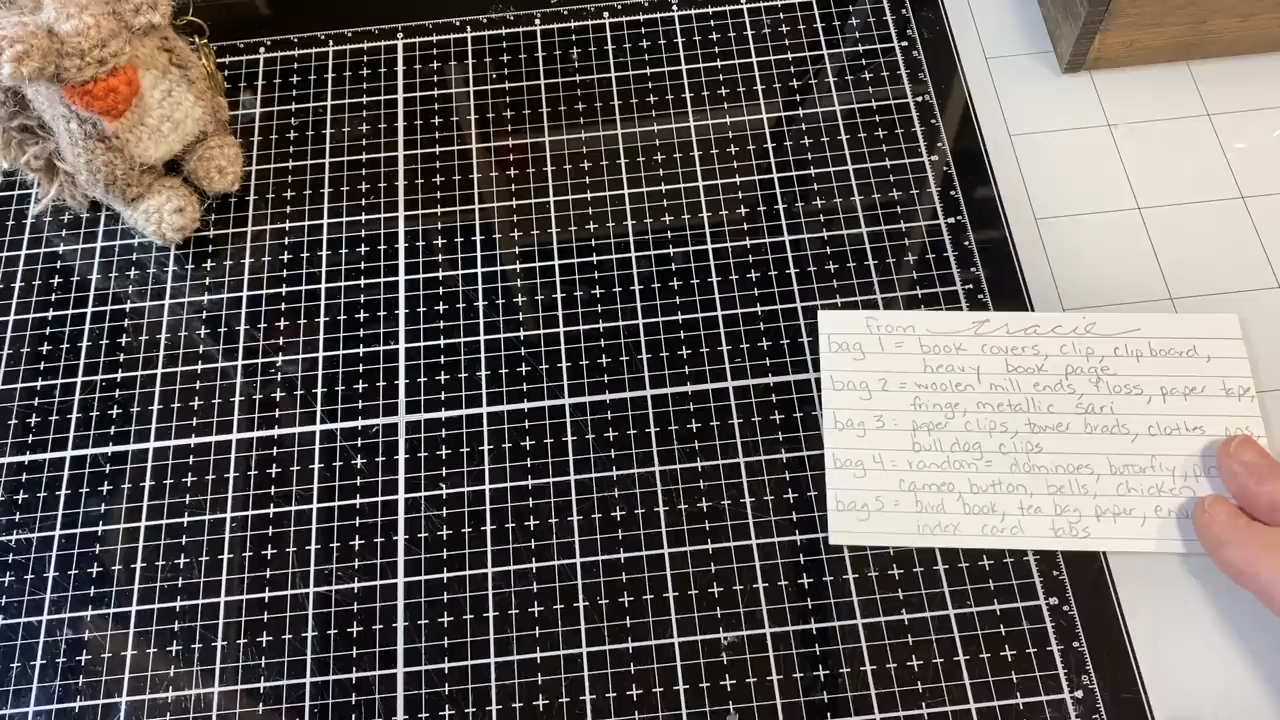 from tracie
bag 1 = book covers, clip, clipboard,
heavy book page
bag 2 = woolen mill ends, floss, paper tape,
fringe, metallic sari
bag 3 = paper clips, tower brads, clothes
bulldog clips
bag 4 = random = dominoes, butterfly,
cameo, button, bells, chicken
bag 5 = bird book, tea bag paper,
index card tabs